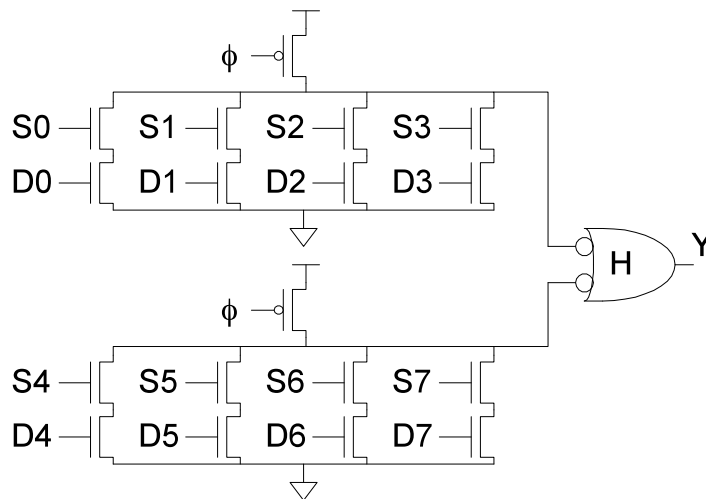 ϕ
S0 S1 S2 S3
D0 D1 D2 D3
H Y
ϕ
S4 S5 S6 S7
D4 D5 D6 D7